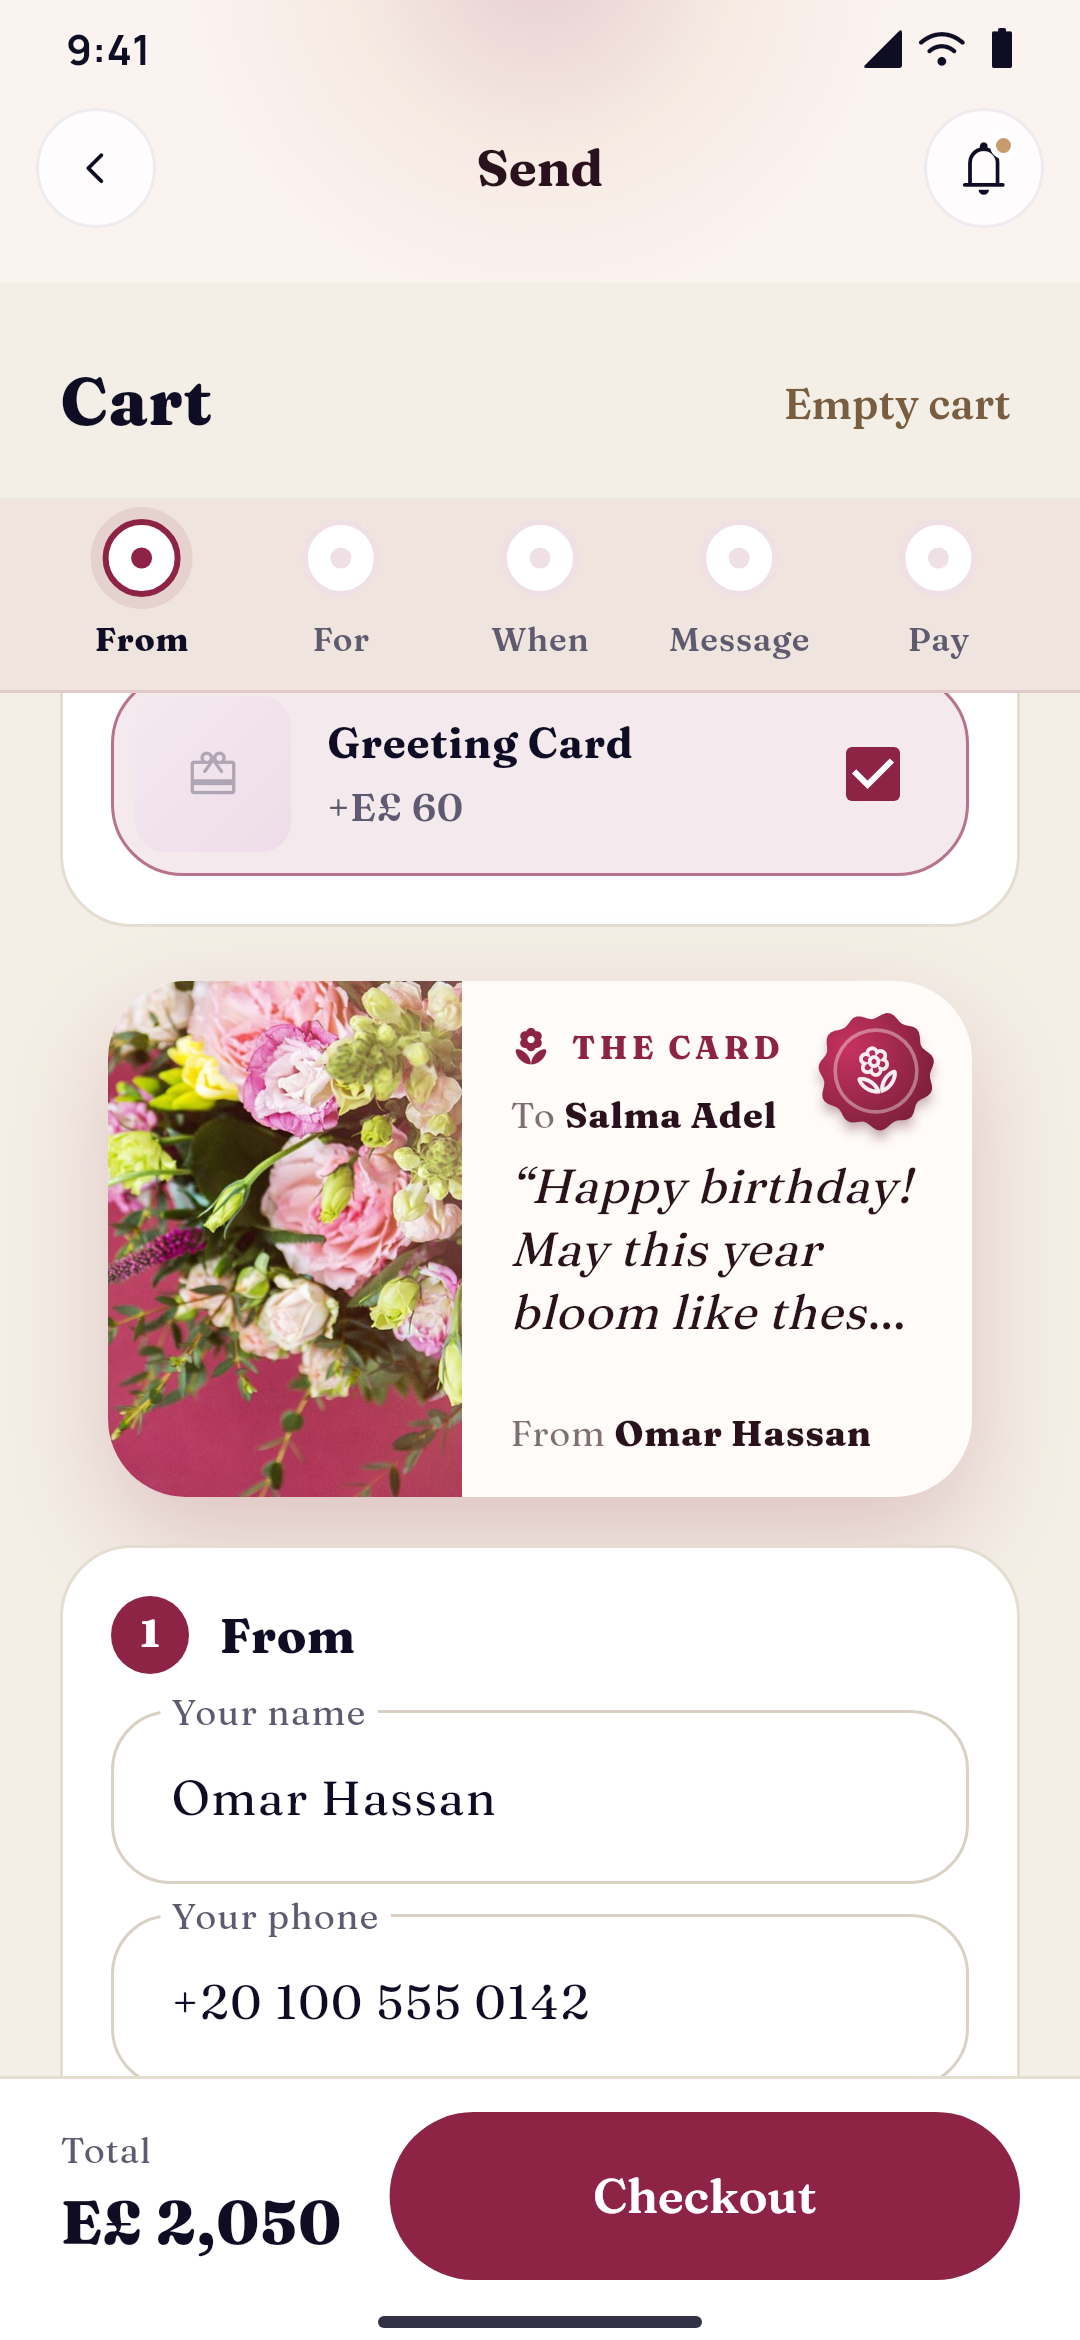 9:41
Send
Cart
Empty cart
From
For
When
Message
Pay
Greeting Card
+E£ 60
THE CARD
To Salma Adel
“Happy birthday!
May this year
bloom like thes...
From Omar Hassan
1
From
Your name
Omar Hassan
Your phone
+20 100 555 0142
Total
E£ 2,050
Checkout